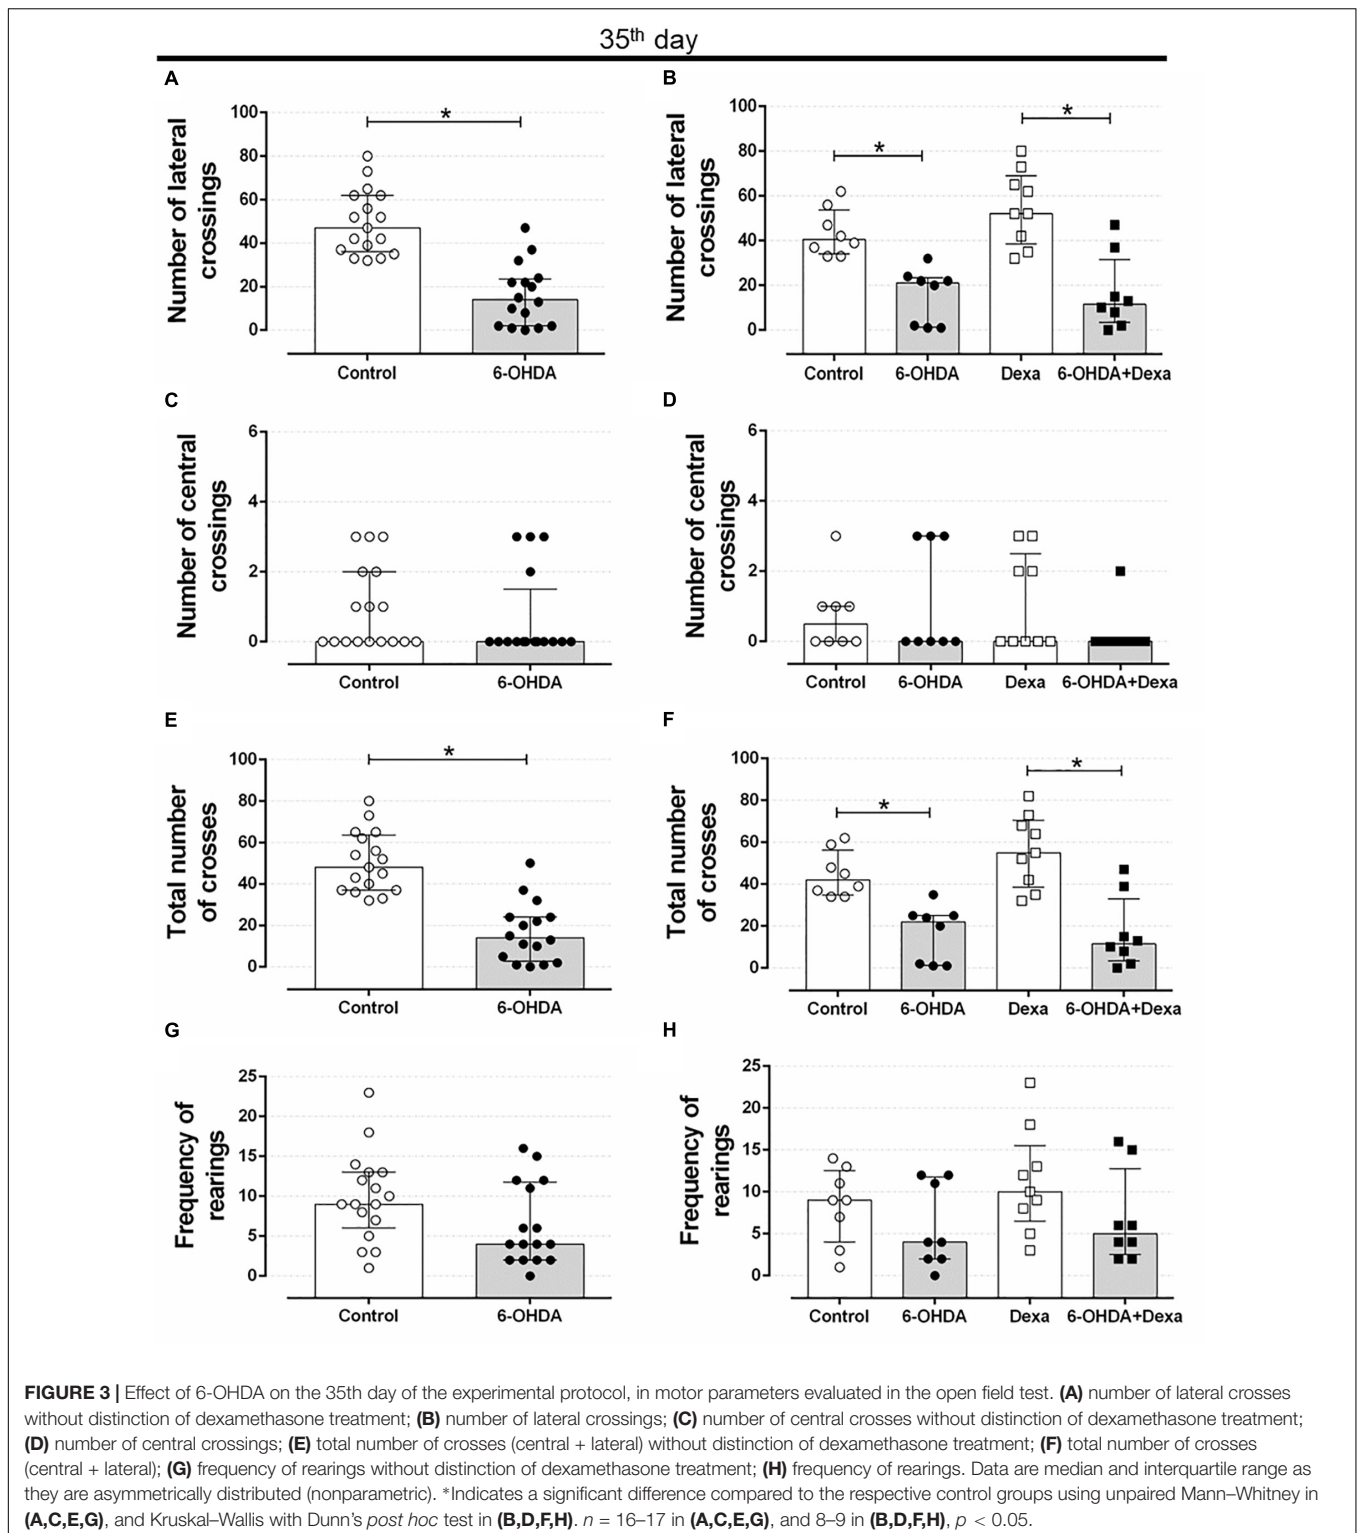 35th day
A
Number of lateral
crossings
100
80
60
40
20
0
*
Control
6-OHDA
B
Number of lateral
crossings
100
80
60
40
20
0
*
*
Control
6-OHDA
Dexa
6-OHDA+Dexa
C
Number of central
crossings
6
4
2
0
Control
6-OHDA
D
Number of central
crossings
6
4
2
0
Control
6-OHDA
Dexa
6-OHDA+Dexa
E
Total number
of crosses
100
80
60
40
20
0
*
Control
6-OHDA
F
Total number
of crosses
100
80
60
40
20
0
*
*
Control
6-OHDA
Dexa
6-OHDA+Dexa
G
Frequency of
rearings
25
20
15
10
5
0
Control
6-OHDA
H
Frequency of
rearings
25
20
15
10
5
0
Control
6-OHDA
Dexa
6-OHDA+Dexa
FIGURE 3 | Effect of 6-OHDA on the 35th day of the experimental protocol, in motor parameters evaluated in the open field test. (A) number of lateral crosses
without distinction of dexamethasone treatment; (B) number of lateral crossings; (C) number of central crosses without distinction of dexamethasone treatment;
(D) number of central crossings; (E) total number of crosses (central + lateral) without distinction of dexamethasone treatment; (F) total number of crosses
(central + lateral); (G) frequency of rearings without distinction of dexamethasone treatment; (H) frequency of rearings. Data are median and interquartile range as
they are asymmetrically distributed (nonparametric). *Indicates a significant difference compared to the respective control groups using unpaired Mann–Whitney in
(A,C,E,G), and Kruskal–Wallis with Dunn's post hoc test in (B,D,F,H). n = 16–17 in (A,C,E,G), and 8–9 in (B,D,F,H), p < 0.05.